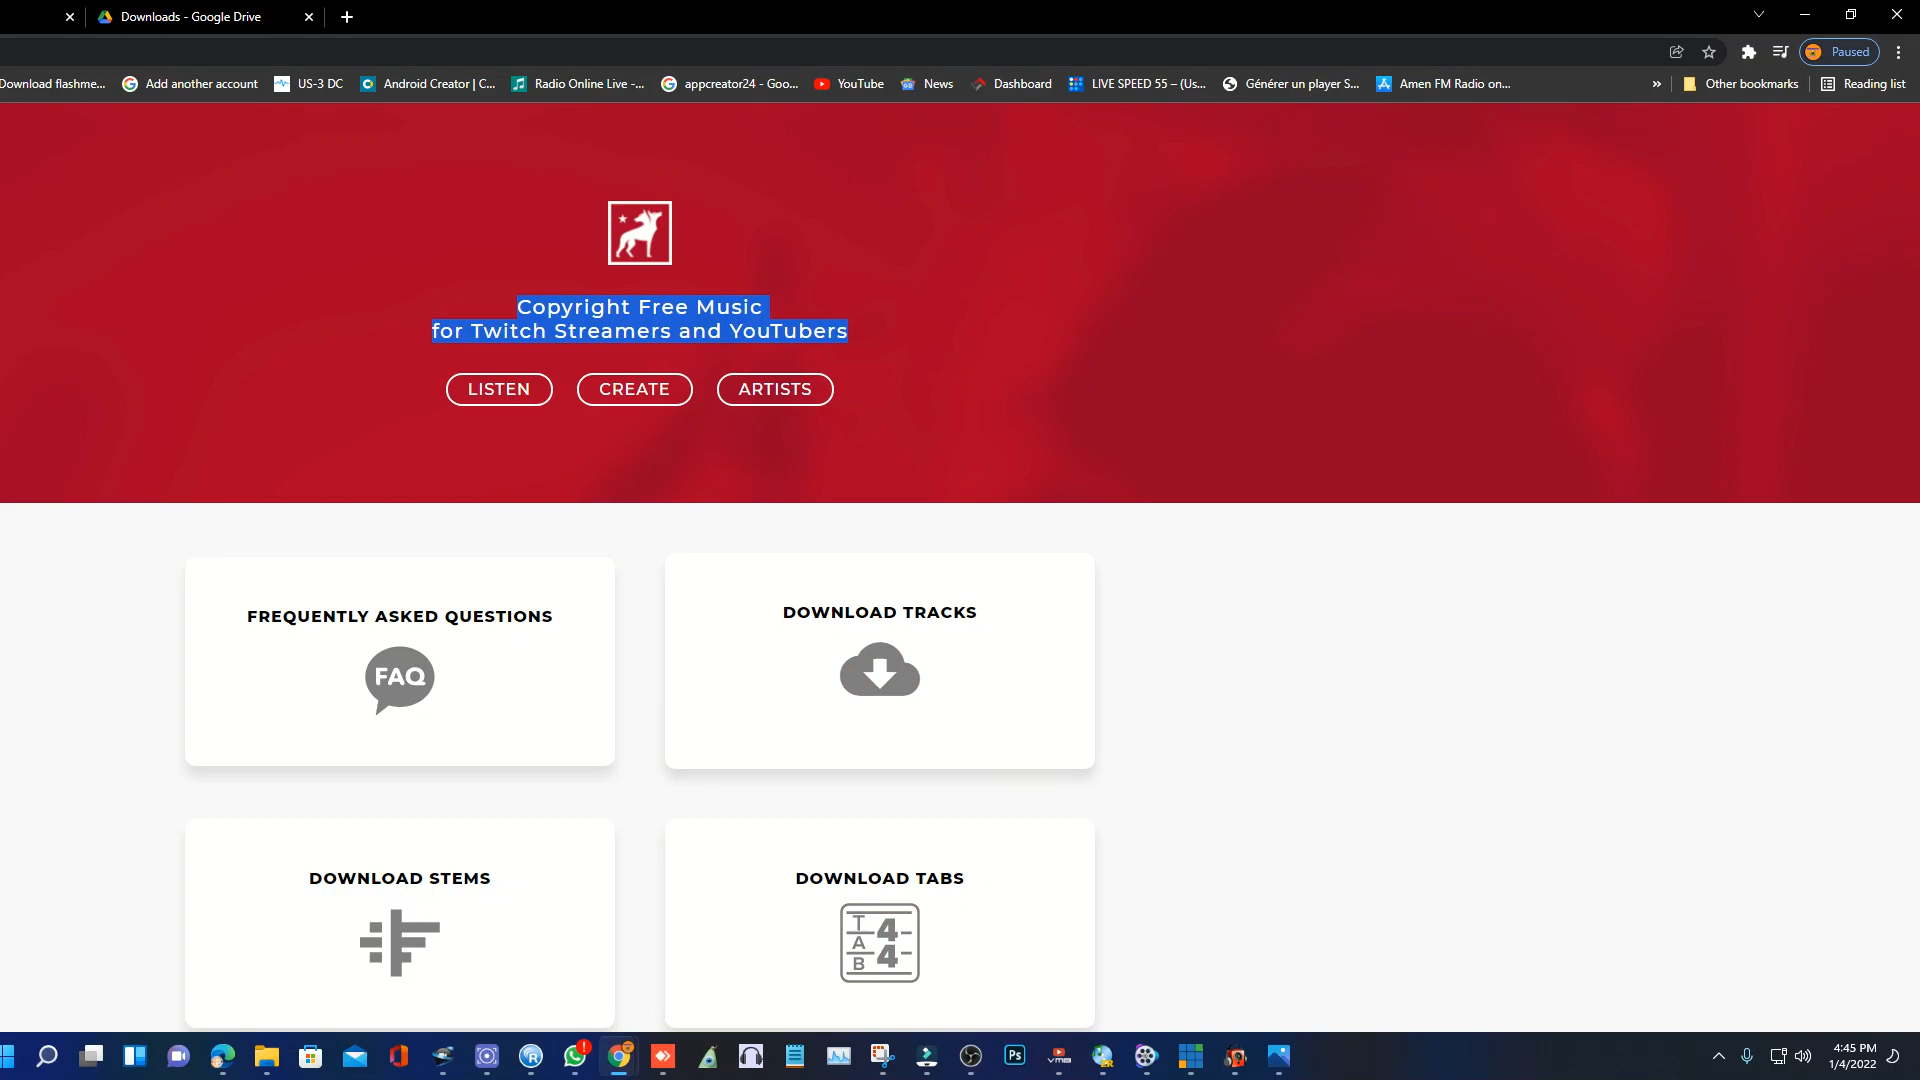 Downloads - Google Drive
Paused
Download flashme...
Add another account
US-3 DC
Android Creator | C...
Radio Online Live -...
appcreator24 - Goo...
YouTube
News
Dashboard
LIVE SPEED 55 – (Us...
Générer un player S...
Amen FM Radio on...
Other bookmarks
Reading list
Copyright Free Music
for Twitch Streamers and YouTubers
LISTEN
CREATE
ARTISTS
FREQUENTLY ASKED QUESTIONS
FAQ
DOWNLOAD TRACKS
DOWNLOAD STEMS
DOWNLOAD TABS
T 4
A
B 4
Ps
4:45 PM
1/4/2022